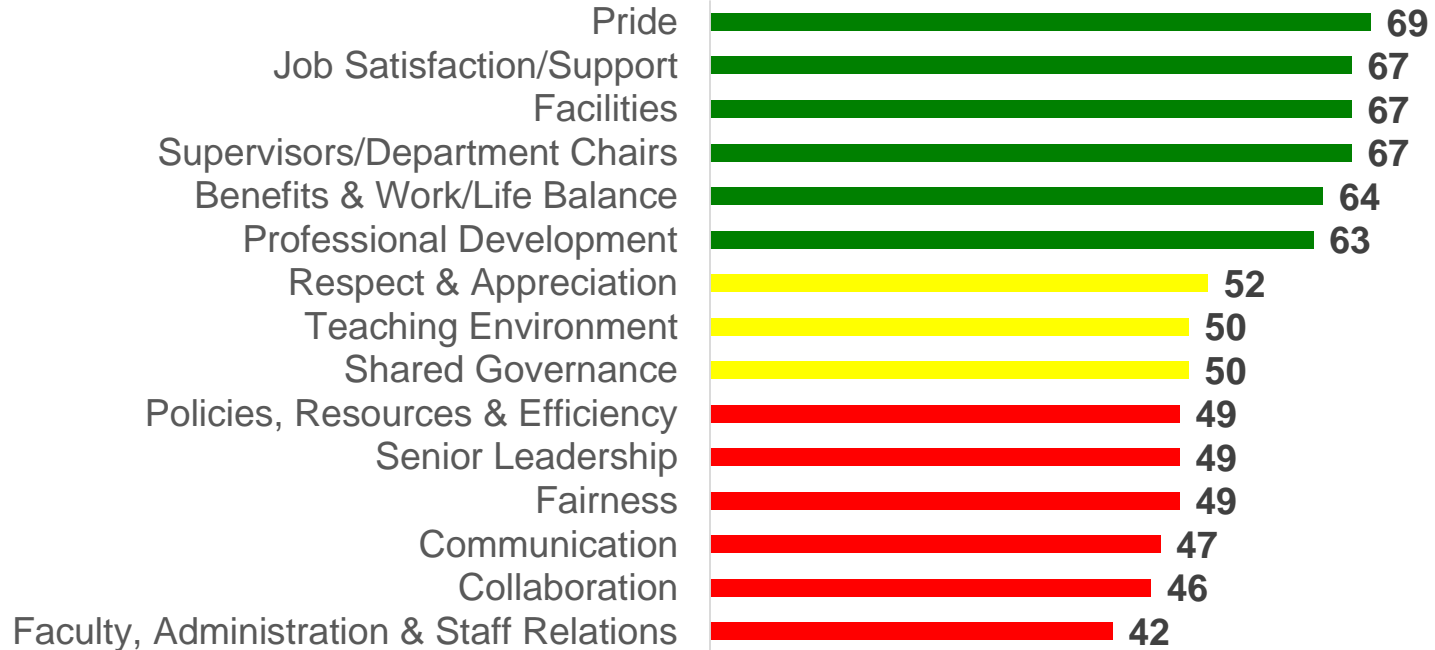 Pride 69
Job Satisfaction/Support 67
Facilities 67
Supervisors/Department Chairs 67
Benefits & Work/Life Balance 64
Professional Development 63
Respect & Appreciation 52
Teaching Environment 50
Shared Governance 50
Policies, Resources & Efficiency 49
Senior Leadership 49
Fairness 49
Communication 47
Collaboration 46
Faculty, Administration & Staff Relations 42